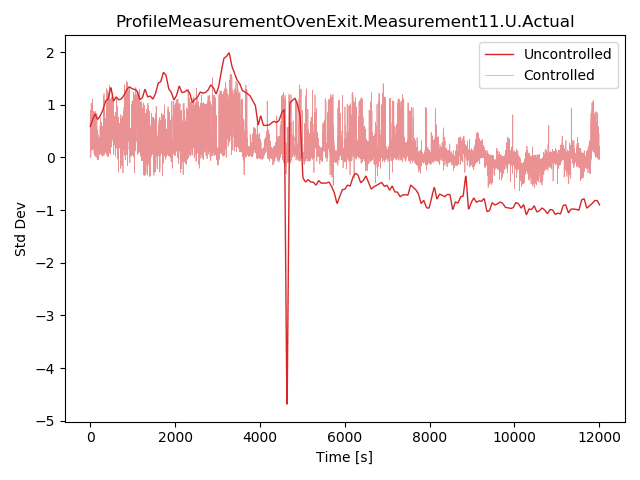 ProfileMeasurementOvenExit.Measurement11.U.Actual
Uncontrolled
Controlled
Std Dev
2
1
0
−1
−2
−3
−4
−5
0 2000 4000 6000 8000 10000 12000
Time [s]